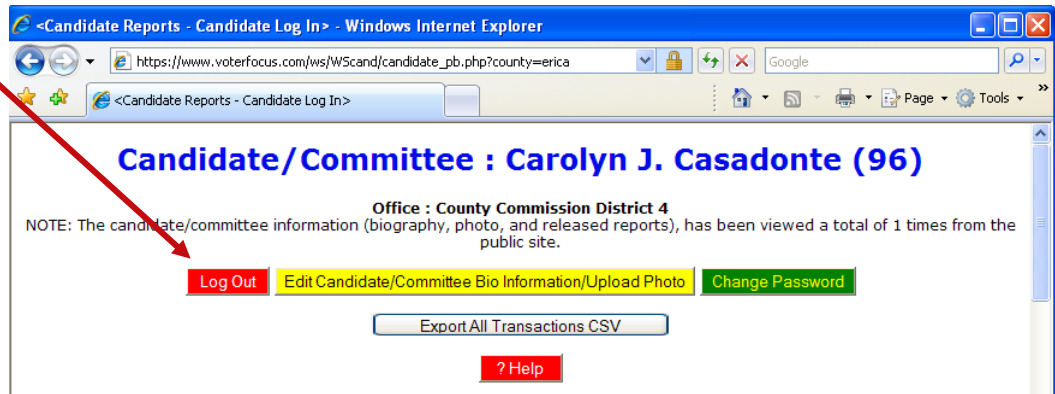 <Candidate Reports - Candidate Log In> - Windows Internet Explorer
https://www.voterfocus.com/ws/WScand/candidate_pb.php?county=erica
Google
<Candidate Reports - Candidate Log In>
Page
Tools
»
Candidate/Committee : Carolyn J. Casadonte (96)
Office : County Commission District 4
NOTE: The candidate/committee information (biography, photo, and released reports), has been viewed a total of 1 times from the
public site.
Log Out Edit Candidate/Committee Bio Information/Upload Photo Change Password
Export All Transactions CSV
? Help